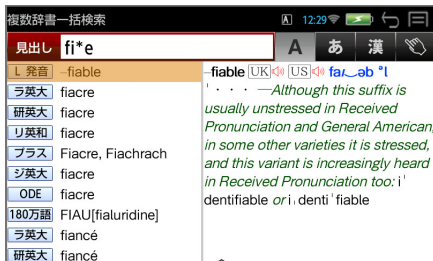 複数辞書一括検索 A 12:29
見出し fi*e A あ 漢
L 発音 –fiable
ラ英大 fiacre
研英大 fiacre
リ英和 fiacre
プラス Fiacre, Fiachrach
ジ英大 fiacre
ODE fiacre
180万語 FIAU[fialuridine]
ラ英大 fiancé
研英大 fiancé
–fiable UK US faɪ‿əb əl
ˈ・・・ —Although this suffix is
usually unstressed in Received
Pronunciation and General American,
in some other varieties it is stressed,
and this variant is increasingly heard
in Received Pronunciation too: iˈ
dentifiable or iˌdentiˈfiable